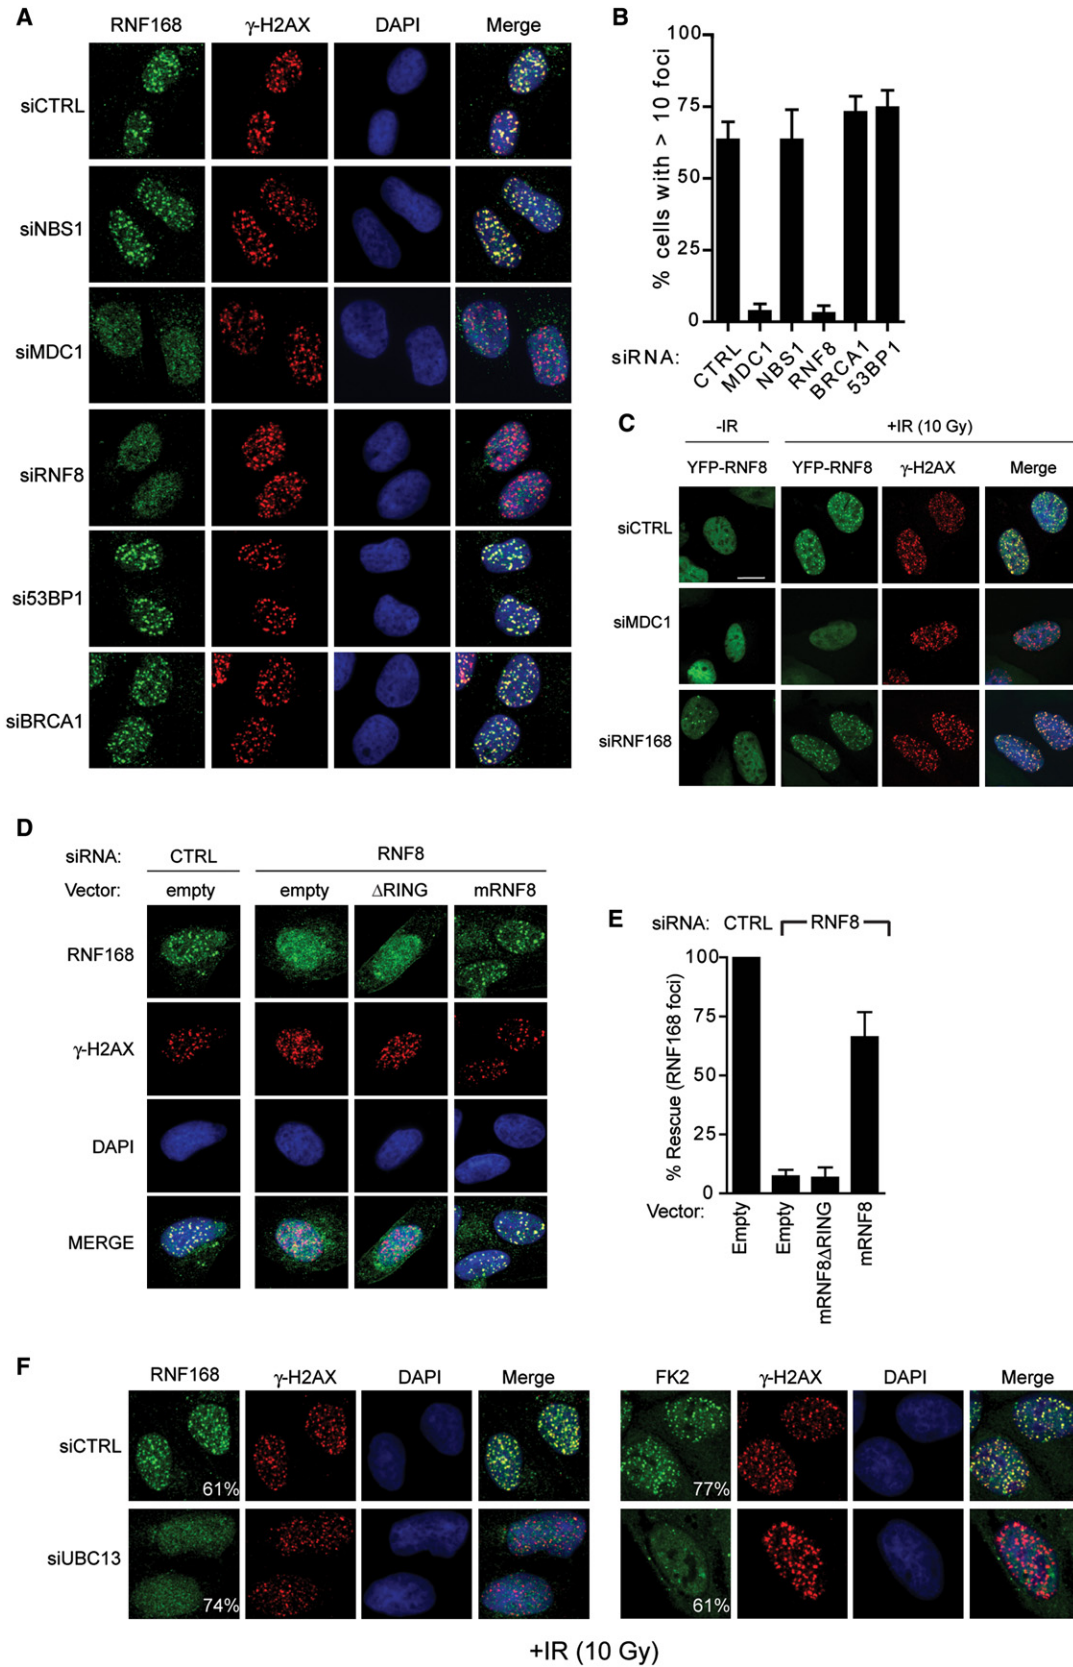 A
RNF168 γ-H2AX DAPI Merge
siCTRL
siNBS1
siMDC1
siRNF8
si53BP1
siBRCA1
B
% cells with > 10 foci
100
75
50
25
0
siRNA:
CTRL
MDC1
NBS1
RNF8
BRCA1
53BP1
C
-IR +IR (10 Gy)
YFP-RNF8 YFP-RNF8 γ-H2AX Merge
siCTRL
siMDC1
siRNF168
D
siRNA: CTRL RNF8
Vector: empty empty ΔRING mRNF8
RNF168
γ-H2AX
DAPI
MERGE
E
siRNA: CTRL RNF8
% Rescue (RNF168 foci)
100
75
50
25
0
Vector:
Empty
Empty
mRNF8ΔRING
mRNF8
F
RNF168 γ-H2AX DAPI Merge FK2 γ-H2AX DAPI Merge
siCTRL
61%
77%
siUBC13
74%
61%
+IR (10 Gy)